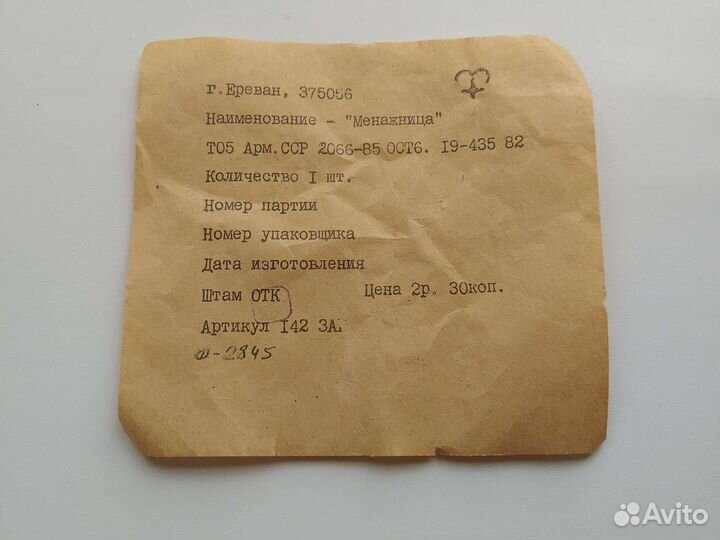 г.Ереван, 375056
Наименование - "Менажница"
ТО5 Арм.ССР 2066-85 ОСТ6. I9-435 82
Количество I шт.-
Номер партии
Номер упаковщика
Дата изготовления
Штам ОТК Цена 2р. 30коп.
Артикул I42
Ф-2845
Avito